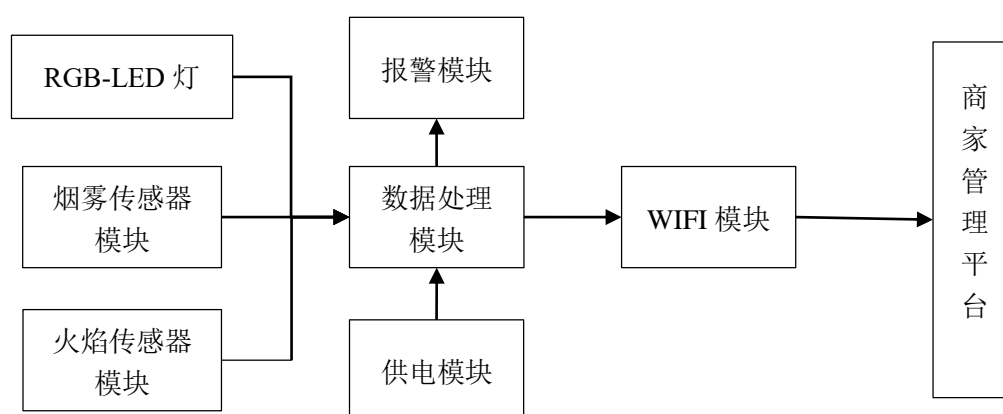 RGB-LED 灯
报警模块
烟雾传感器
模块
数据处理
模块
WIFI 模块
商
家
管
理
平
台
火焰传感器
模块
供电模块